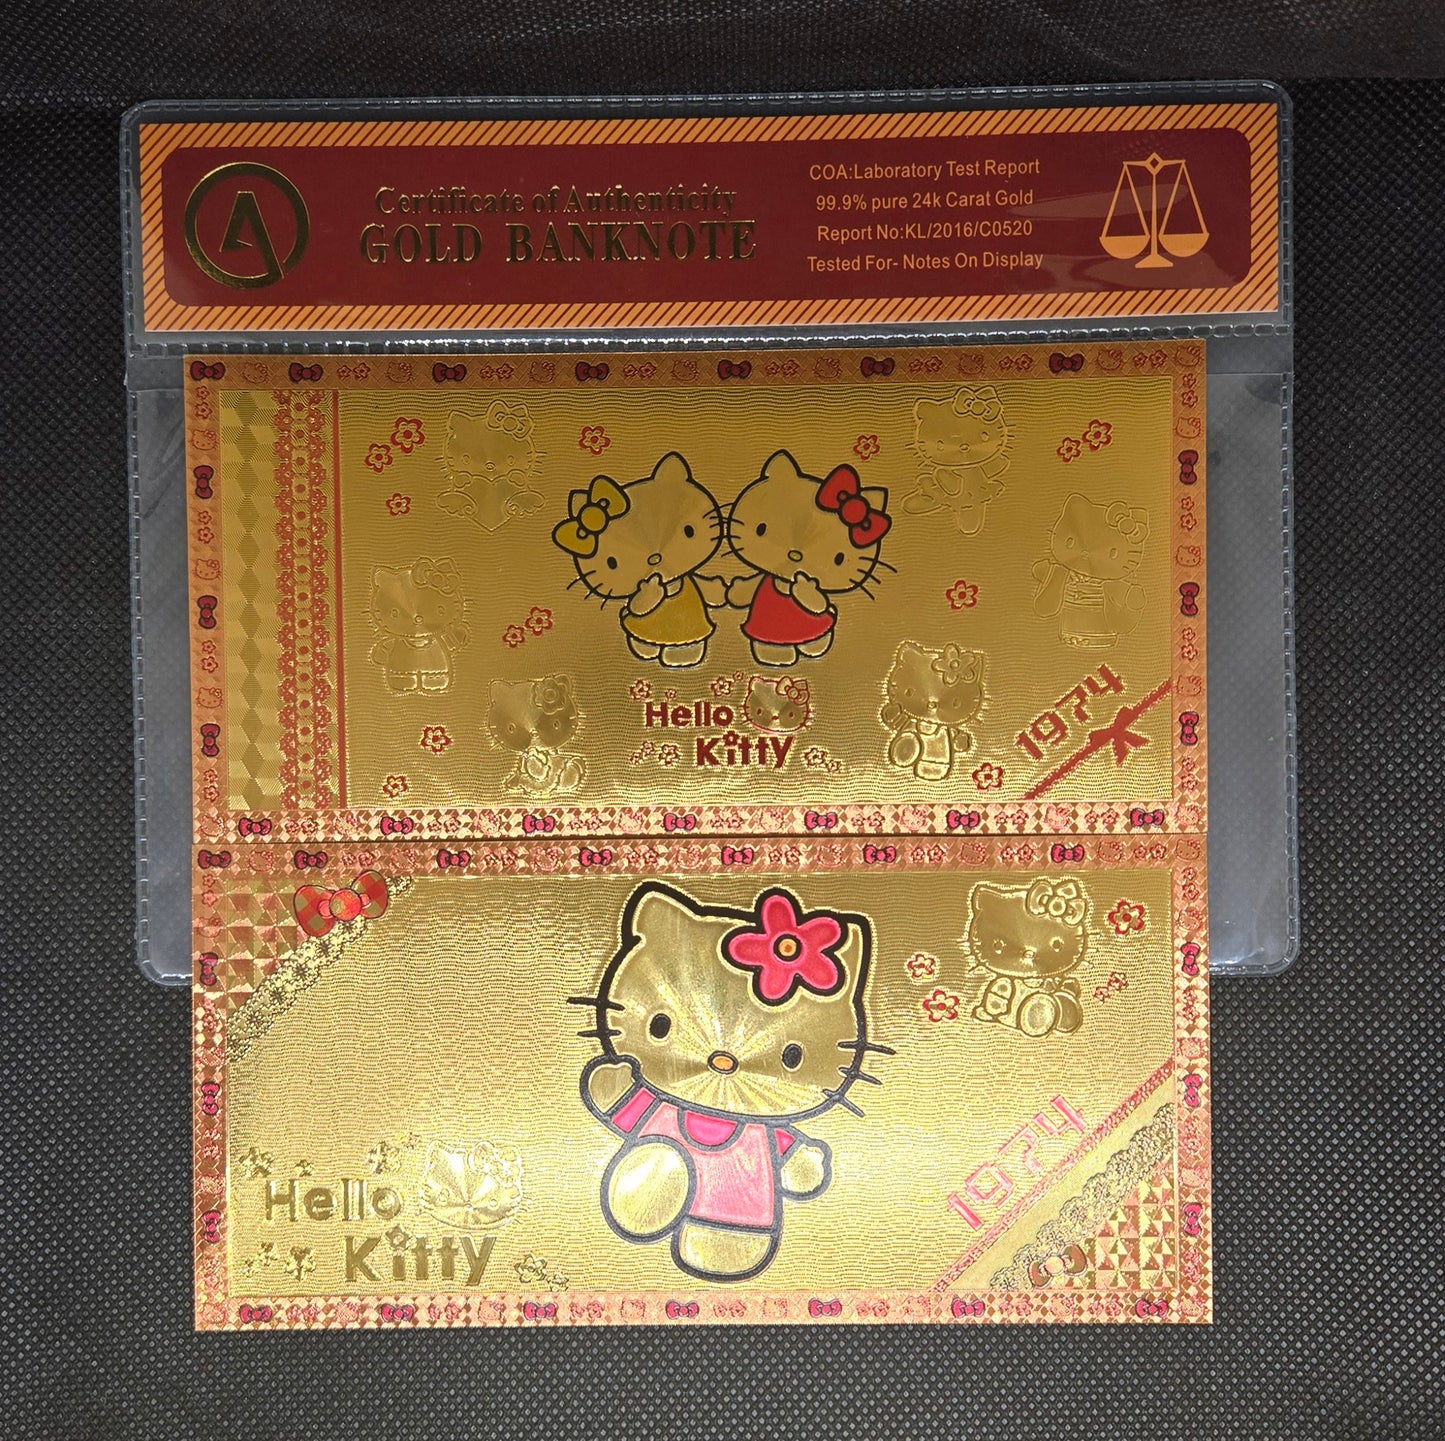 Certificate of Authenticity
GOLD BANKNOTE
COA:Laboratory Test Report
99.9% pure 24k Carat Gold
Report No:KL/2016/C0520
Tested For- Notes On Display
Hello
Kitty
1974
Hello
Kitty
1974